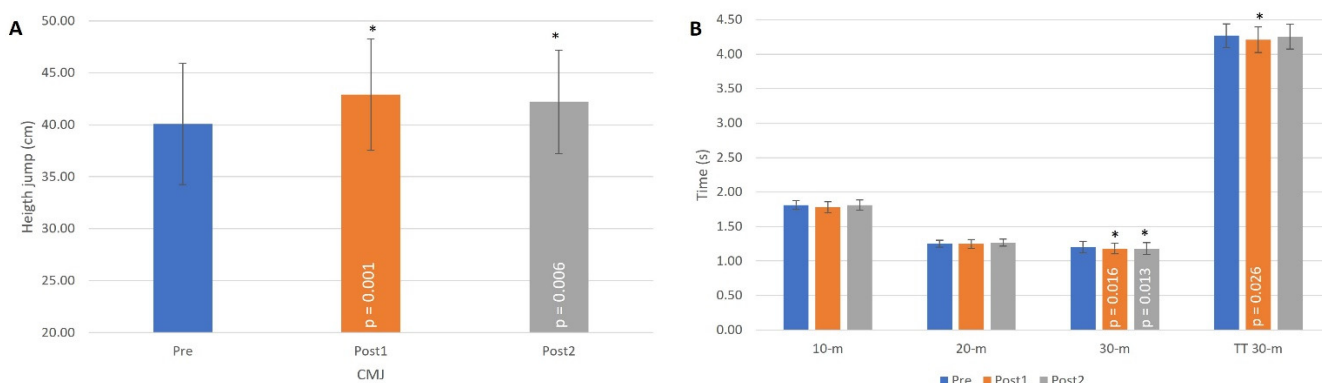 A
Heigth jump (cm)
50.00
45.00
40.00
35.00
30.00
25.00
20.00
*
*
p = 0.001
p = 0.006
Pre
Post1
Post2
CMJ
B
Time (s)
4.50
4.00
3.50
3.00
2.50
2.00
1.50
1.00
0.50
0.00
*
*
*
p = 0.016
p = 0.013
p = 0.026
10-m
20-m
30-m
TT 30-m
Pre
Post1
Post2